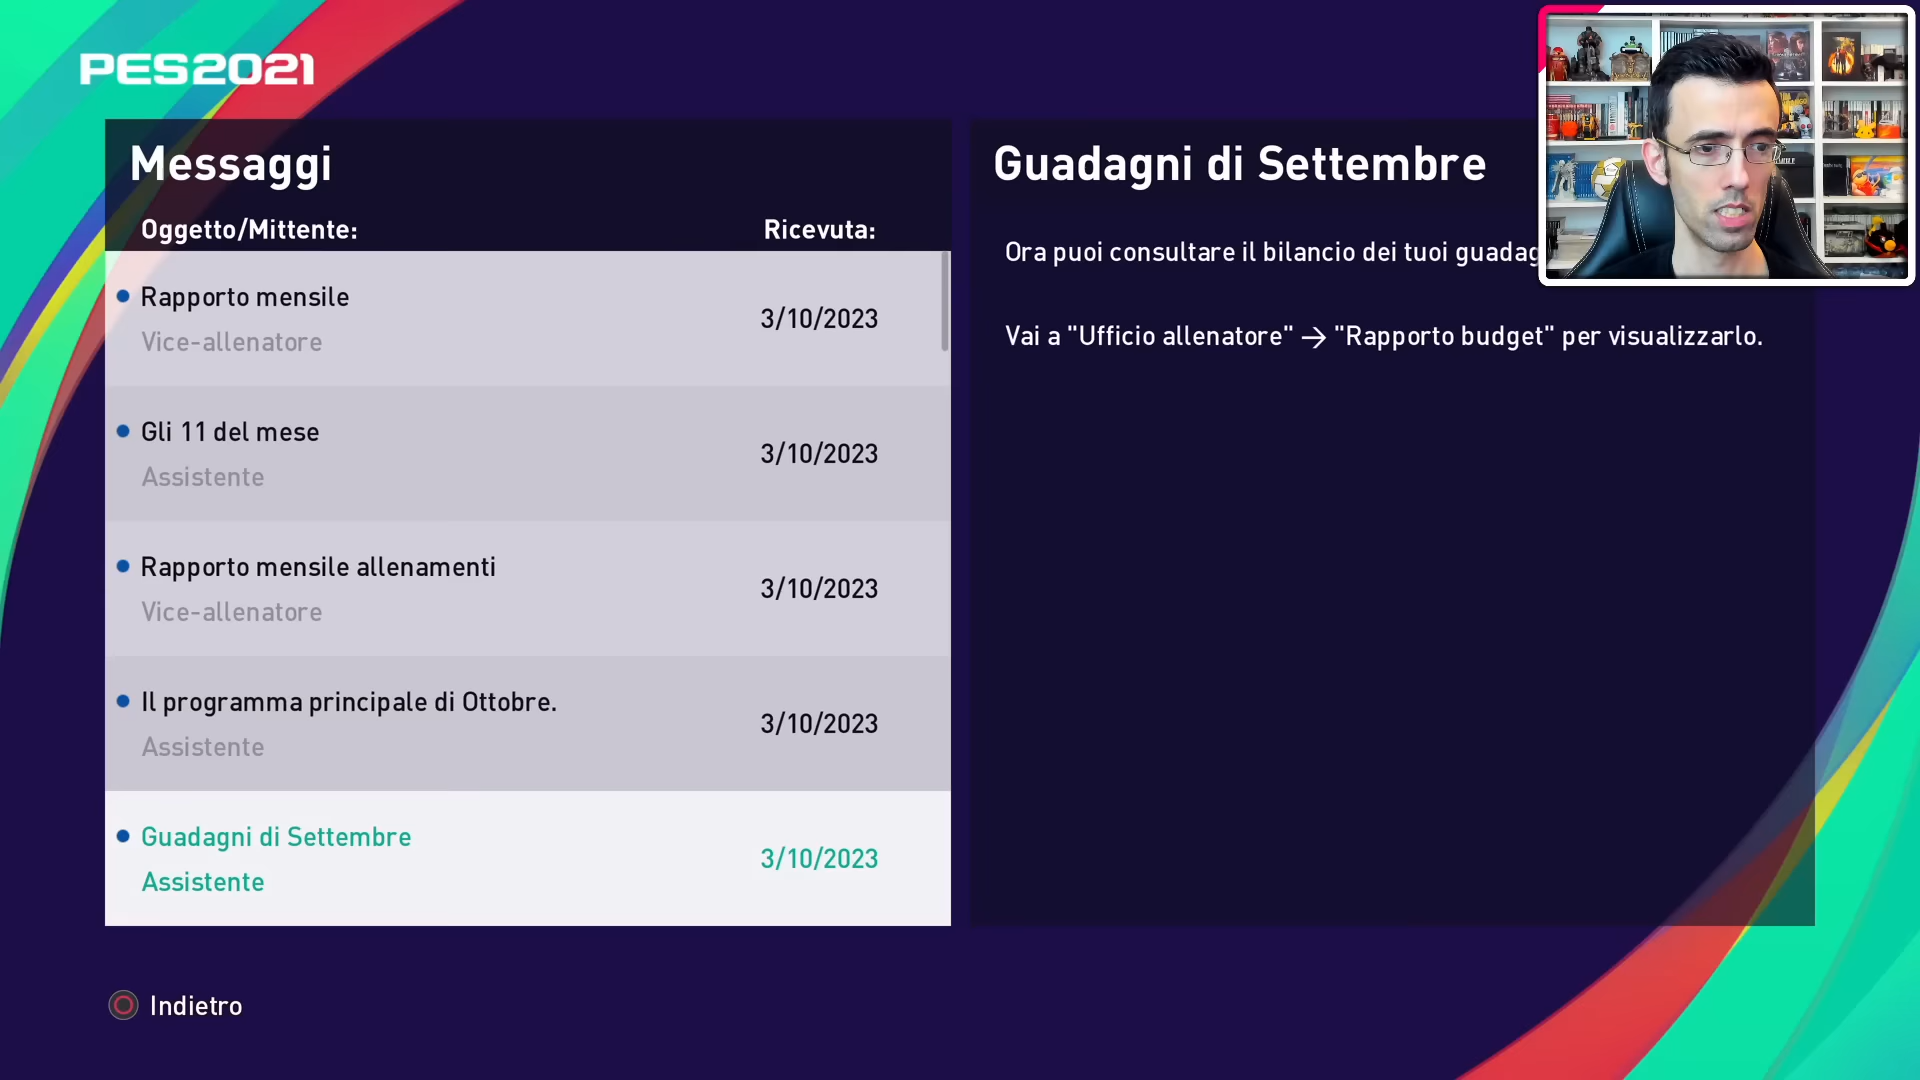 PES2021
Messaggi
Oggetto/Mittente: Ricevuta:
Rapporto mensile
Vice-allenatore
3/10/2023
Gli 11 del mese
Assistente
3/10/2023
Rapporto mensile allenamenti
Vice-allenatore
3/10/2023
Il programma principale di Ottobre.
Assistente
3/10/2023
Guadagni di Settembre
Assistente
3/10/2023
Guadagni di Settembre
Ora puoi consultare il bilancio dei tuoi
Vai a "Ufficio allenatore" → "Rapporto budget" per visualizzarlo.
Indietro